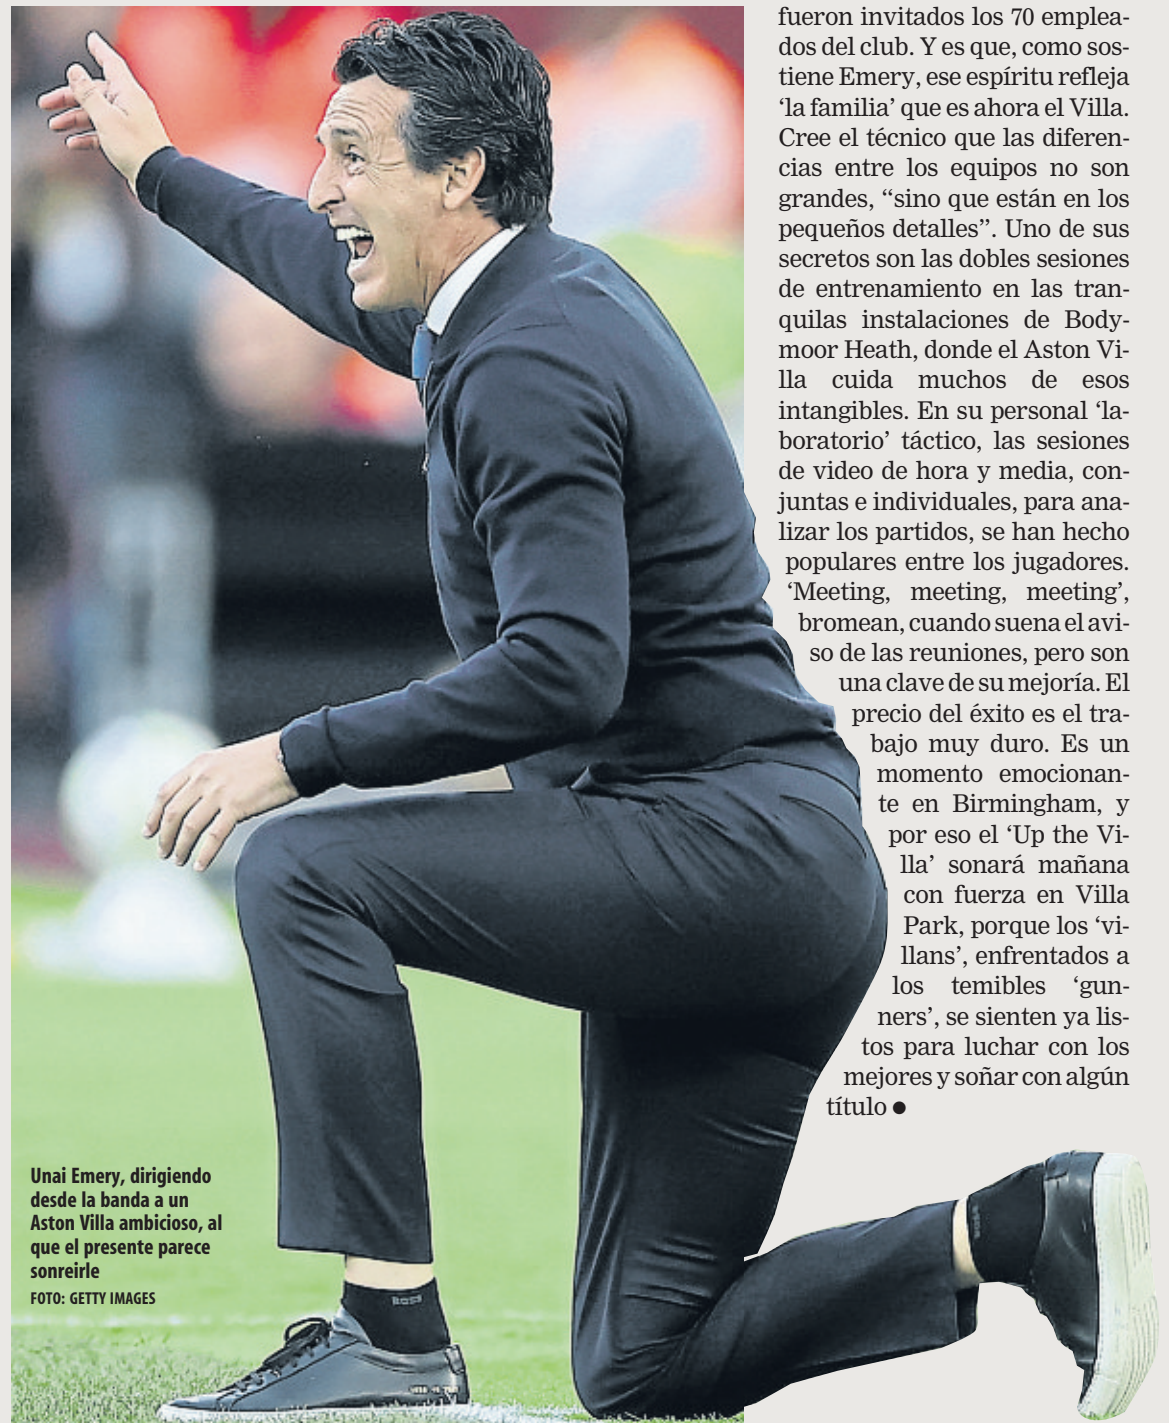 fueron invitados los 70 emplea-
dos del club. Y es que, como sos-
tiene Emery, ese espíritu refleja
‘la familia’ que es ahora el Villa.
Cree el técnico que las diferen-
cias entre los equipos no son
grandes, “sino que están en los
pequeños detalles”. Uno de sus
secretos son las dobles sesiones
de entrenamiento en las tran-
quilas instalaciones de Body-
moor Heath, donde el Aston Vi-
lla cuida muchos de esos
intangibles. En su personal ‘la-
boratorio’ táctico, las sesiones
de video de hora y media, con-
juntas e individuales, para ana-
lizar los partidos, se han hecho
populares entre los jugadores.
‘Meeting, meeting, meeting’,
bromean, cuando suena el avi-
so de las reuniones, pero son
una clave de su mejoría. El
precio del éxito es el tra-
bajo muy duro. Es un
momento emocionan-
te en Birmingham, y
por eso el ‘Up the Vi-
lla’ sonará mañana
con fuerza en Villa
Park, porque los ‘vi-
llans’, enfrentados a
los temibles ‘gun-
ners’, se sienten ya lis-
tos para luchar con los
mejores y soñar con algún
título ●
Unai Emery, dirigiendo
desde la banda a un
Aston Villa ambicioso, al
que el presente parece
sonreirle
FOTO: GETTY IMAGES
BOSS